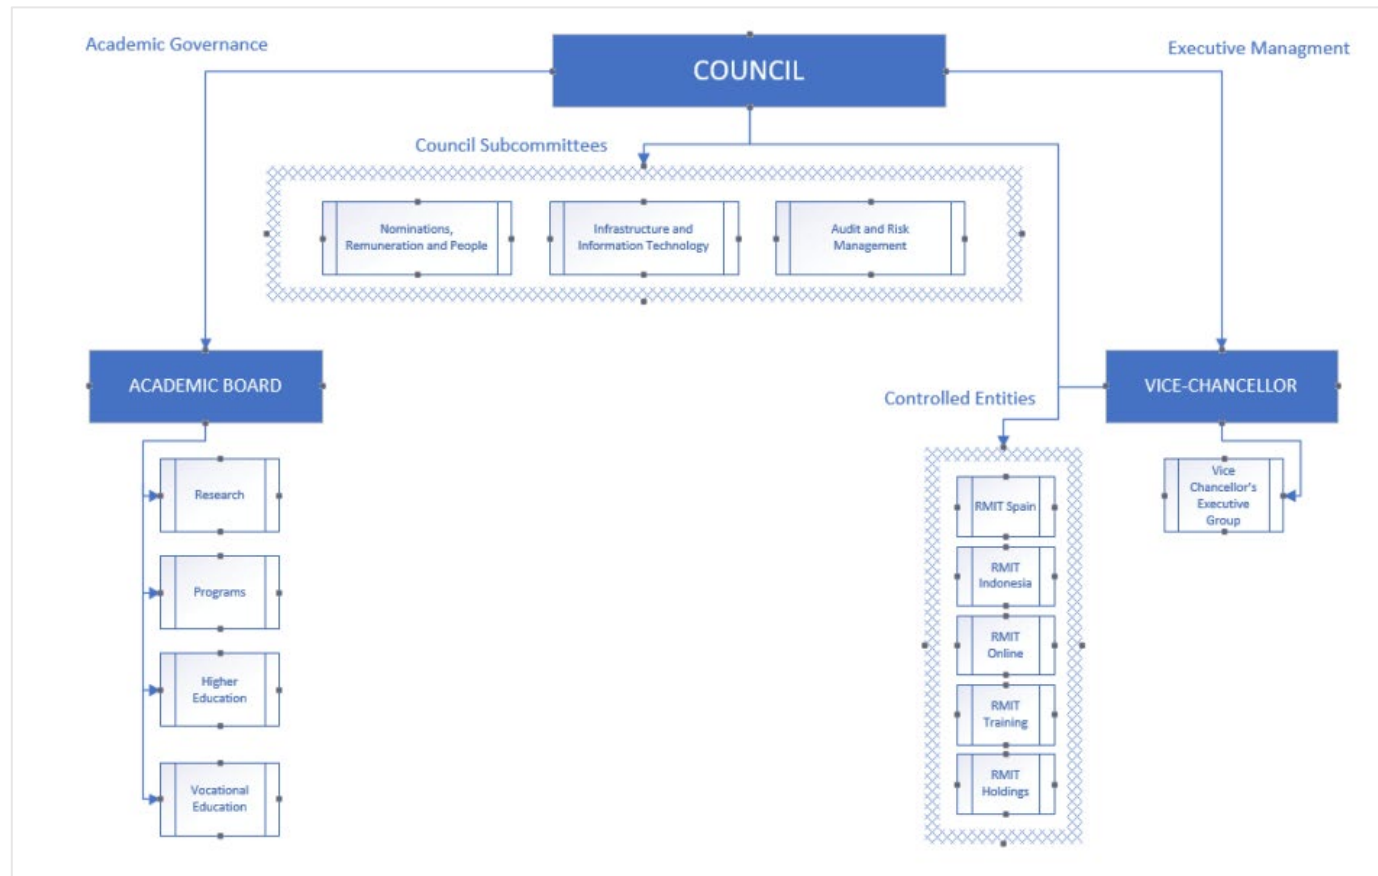 Academic Governance
COUNCIL
Executive Managment
Council Subcommittees
Nominations,
Remuneration and People
Infrastructure and
Information Technology
Audit and Risk
Management
ACADEMIC BOARD
VICE-CHANCELLOR
Controlled Entities
Research
Programs
Higher
Education
Vocational
Education
RMIT Spain
RMIT
Indonesia
RMIT
Online
RMIT
Training
RMIT
Holdings
Vice
Chancellor's
Executive
Group